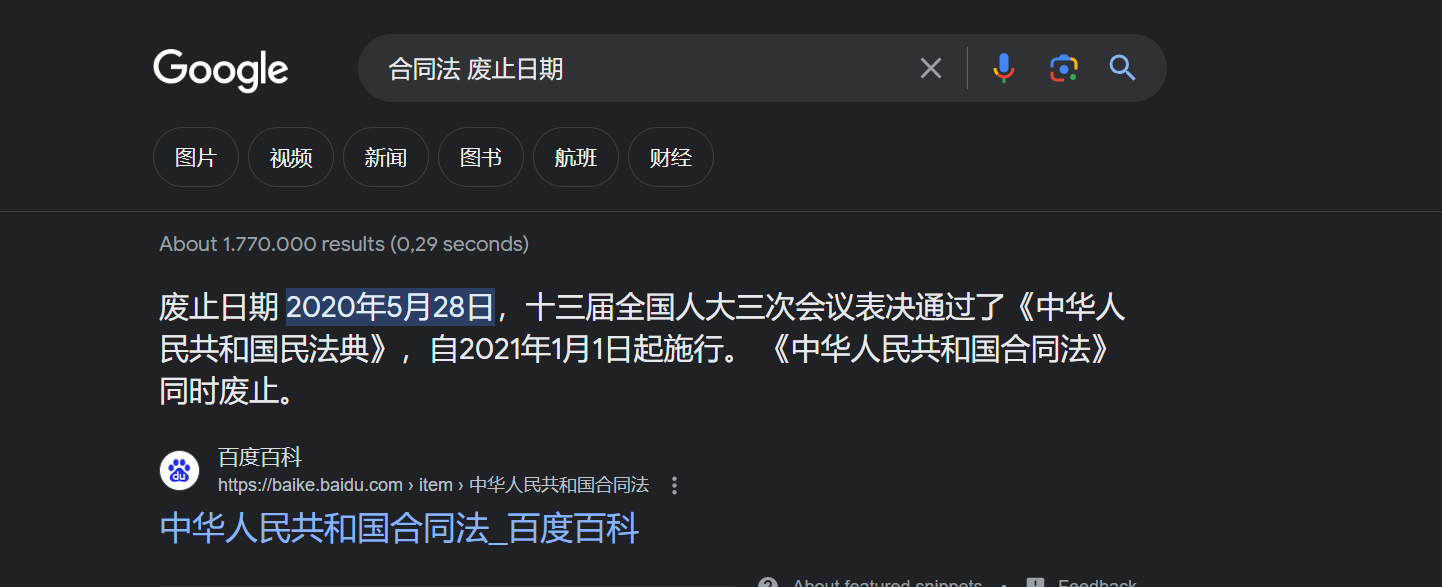 Google
合同法 废止日期
图片
视频
新闻
图书
航班
财经
About 1.770.000 results (0,29 seconds)
废止日期 2020年5月28日，十三届全国人大三次会议表决通过了《中华人
民共和国民法典》，自2021年1月1日起施行。 《中华人民共和国合同法》
同时废止。
du
百度百科
https://baike.baidu.com › item › 中华人民共和国合同法
中华人民共和国合同法_百度百科
About featured snippets · Feedback